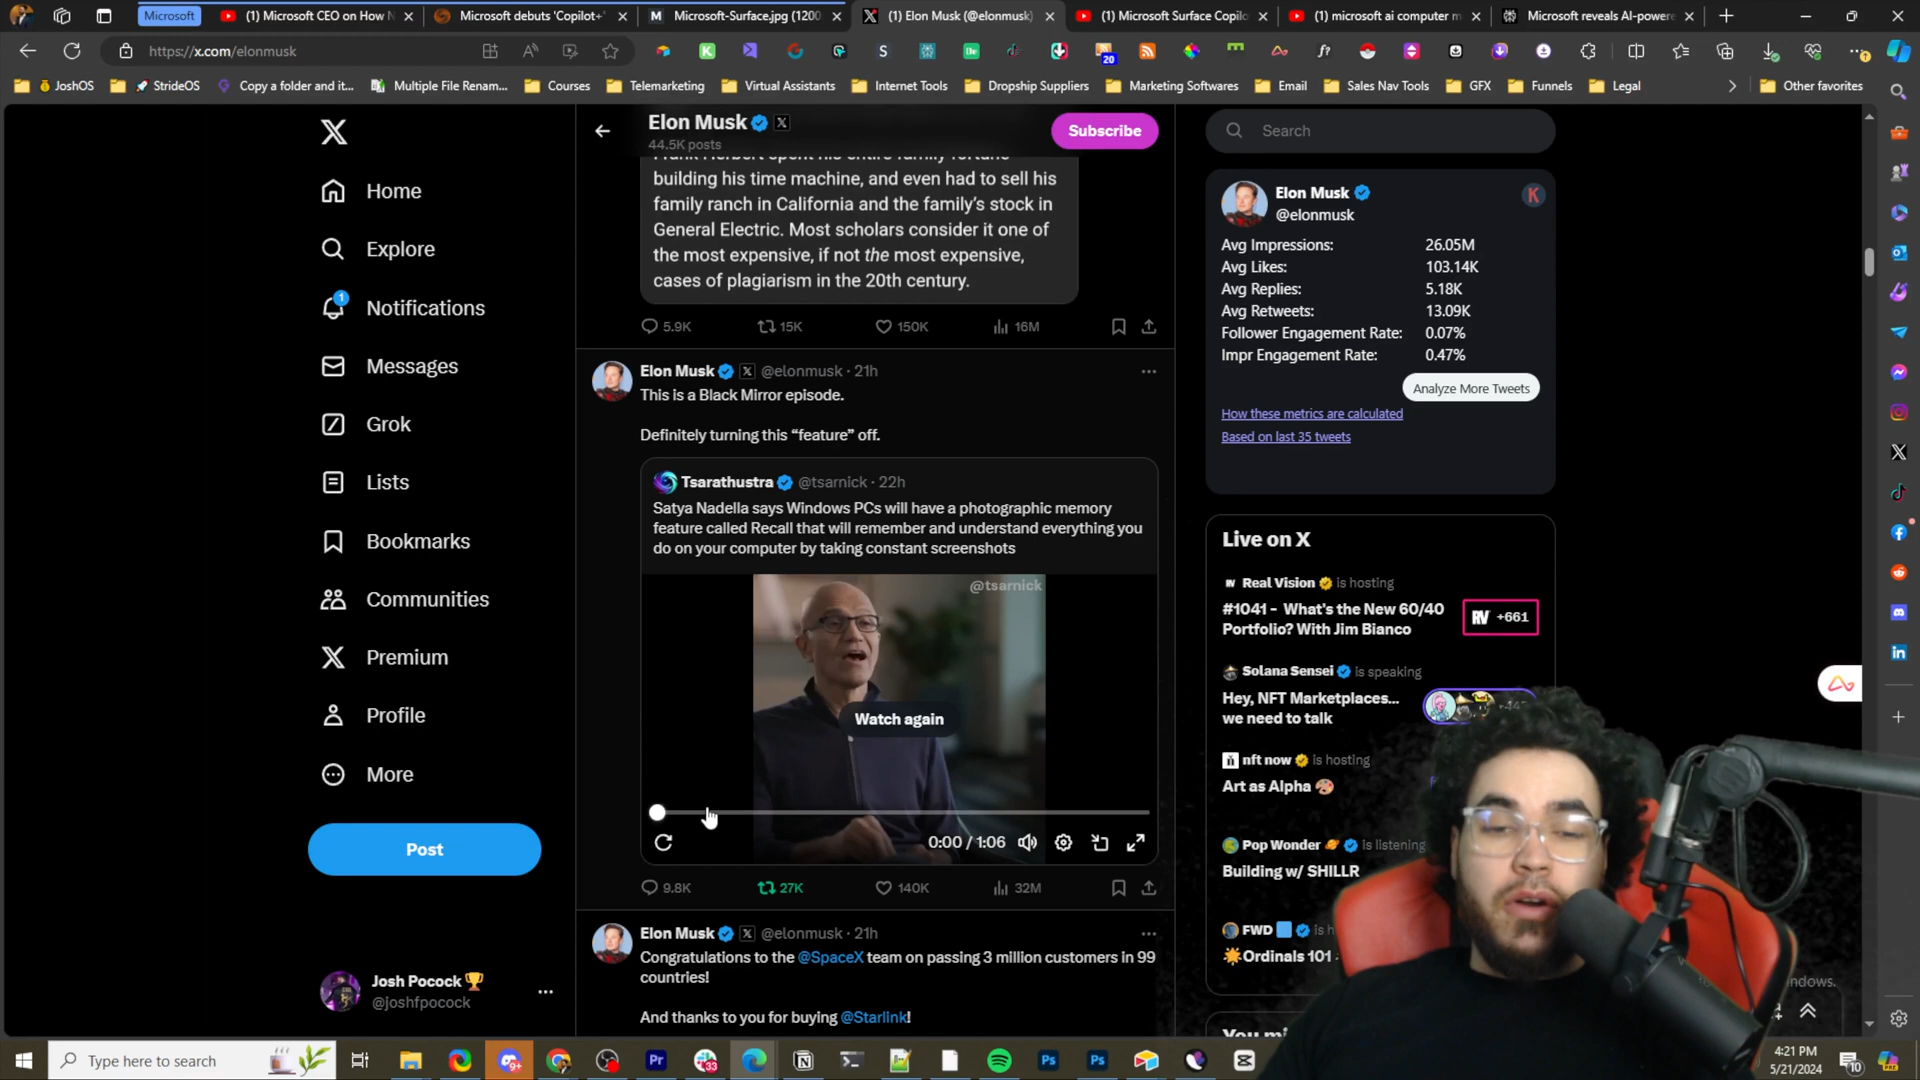 Microsoft
(1) Microsoft CEO on How N
Microsoft debuts 'Copilot+'
Microsoft-Surface.jpg (1200
(1) Elon Musk (@elonmusk)
(1) Microsoft Surface Copilo
(1) microsoft ai computer m
Microsoft reveals AI-powere
https://x.com/elonmusk
20
JoshOS
StrideOS
Copy a folder and it...
Multiple File Renam...
Courses
Telemarketing
Virtual Assistants
Internet Tools
Dropship Suppliers
Marketing Softwares
Email
Sales Nav Tools
GFX
Funnels
Legal
Other favorites
Home
Explore
1
Notifications
Messages
Grok
Lists
Bookmarks
Communities
Premium
Profile
More
Post
Josh Pocock
@joshfpocock
Elon Musk
44.5K posts
Subscribe
Frank Herbert spent his entire family fortune
building his time machine, and even had to sell his
family ranch in California and the family's stock in
General Electric. Most scholars consider it one of
the most expensive, if not the most expensive,
cases of plagiarism in the 20th century.
5.9K 15K 150K 16M
Elon Musk @elonmusk · 21h
This is a Black Mirror episode.
Definitely turning this “feature” off.
Tsarathustra @tsarnick · 22h
Satya Nadella says Windows PCs will have a photographic memory
feature called Recall that will remember and understand everything you
do on your computer by taking constant screenshots
@tsarnick
Watch again
0:00 / 1:06
9.8K 27K 140K 32M
Elon Musk @elonmusk · 21h
Congratulations to the @SpaceX team on passing 3 million customers in 99
countries!
And thanks to you for buying @Starlink!
Search
Elon Musk
@elonmusk
K
Avg Impressions: 26.05M
Avg Likes: 103.14K
Avg Replies: 5.18K
Avg Retweets: 13.09K
Follower Engagement Rate: 0.07%
Impr Engagement Rate: 0.47%
Analyze More Tweets
How these metrics are calculated
Based on last 35 tweets
Live on X
Real Vision is hosting
#1041 - What's the New 60/40
Portfolio? With Jim Bianco
RV +661
Solana Sensei is speaking
Hey, NFT Marketplaces...
we need to talk
nft now is hosting
Art as Alpha
Pop Wonder is listening
Building w/ SHILLR
FWD is h
Ordinals 101
Type here to search
9+
33
4:21 PM
5/21/2024
10